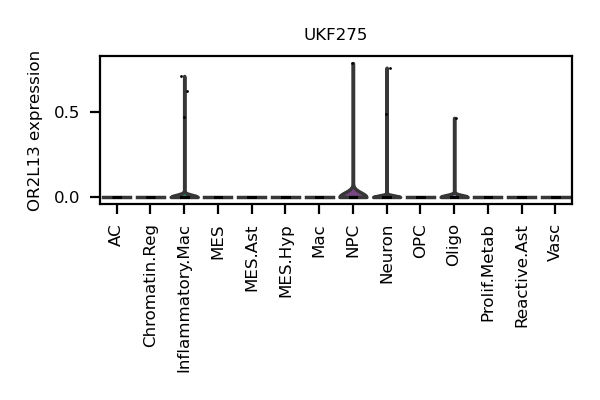 UKF275
OR2L13 expression
0.5
0.0
AC
Chromatin.Reg
Inflammatory.Mac
MES
MES.Ast
MES.Hyp
Mac
NPC
Neuron
OPC
Oligo
Prolif.Metab
Reactive.Ast
Vasc